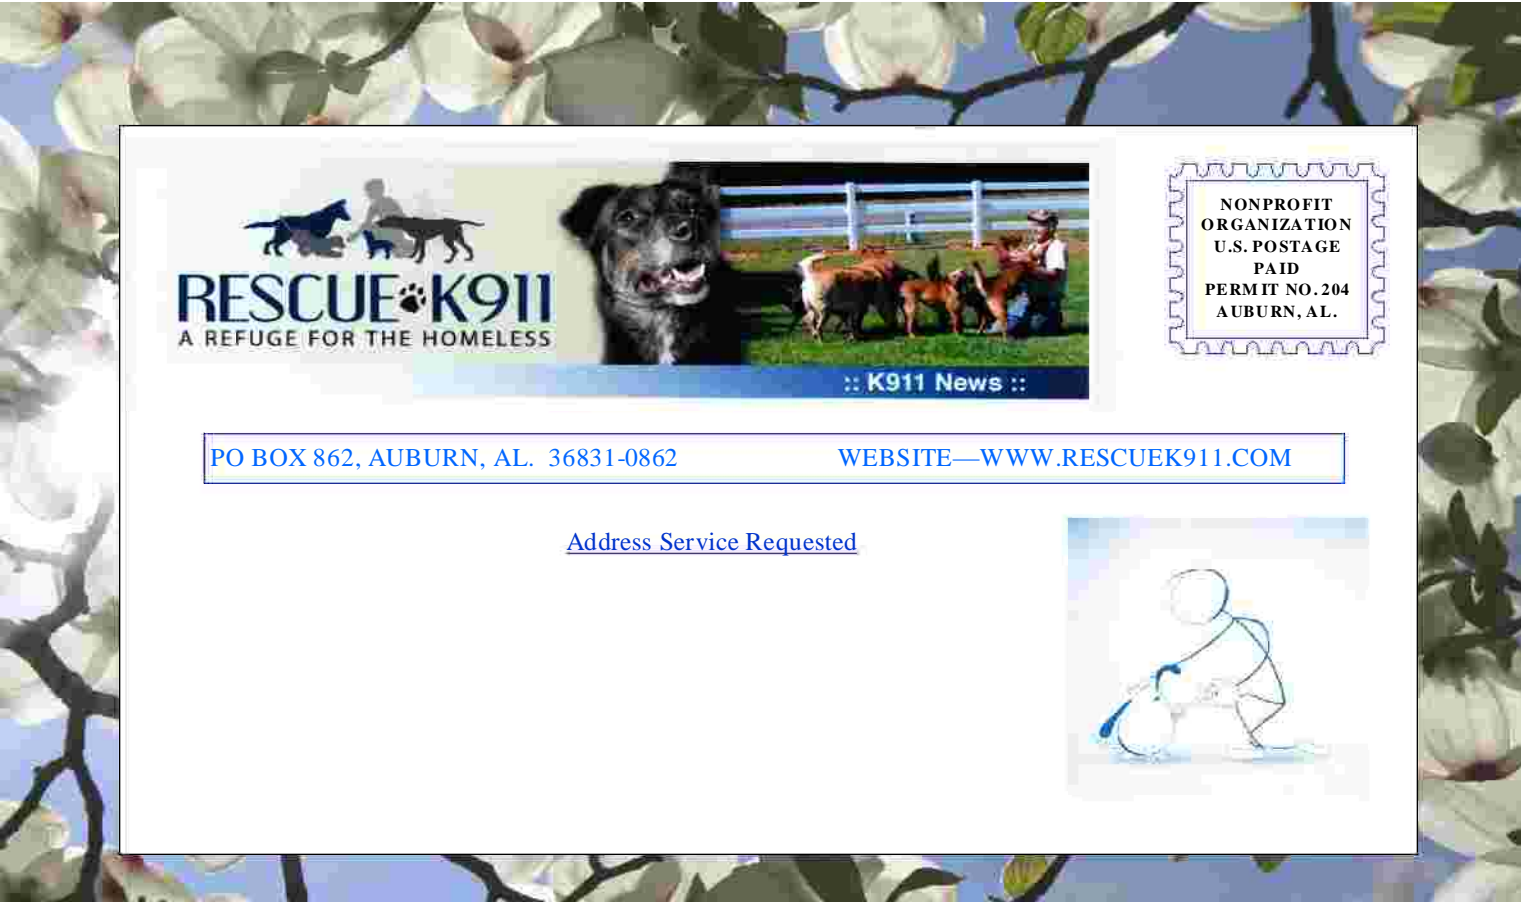 RESCUE K911
A REFUGE FOR THE HOMELESS
:: K911 News ::
NONPROFIT
ORGANIZATION
U.S. POSTAGE
PAID
PERMIT NO. 204
AUBURN, AL.
PO BOX 862, AUBURN, AL. 36831-0862 WEBSITE—WWW.RESCUEK911.COM
Address Service Requested